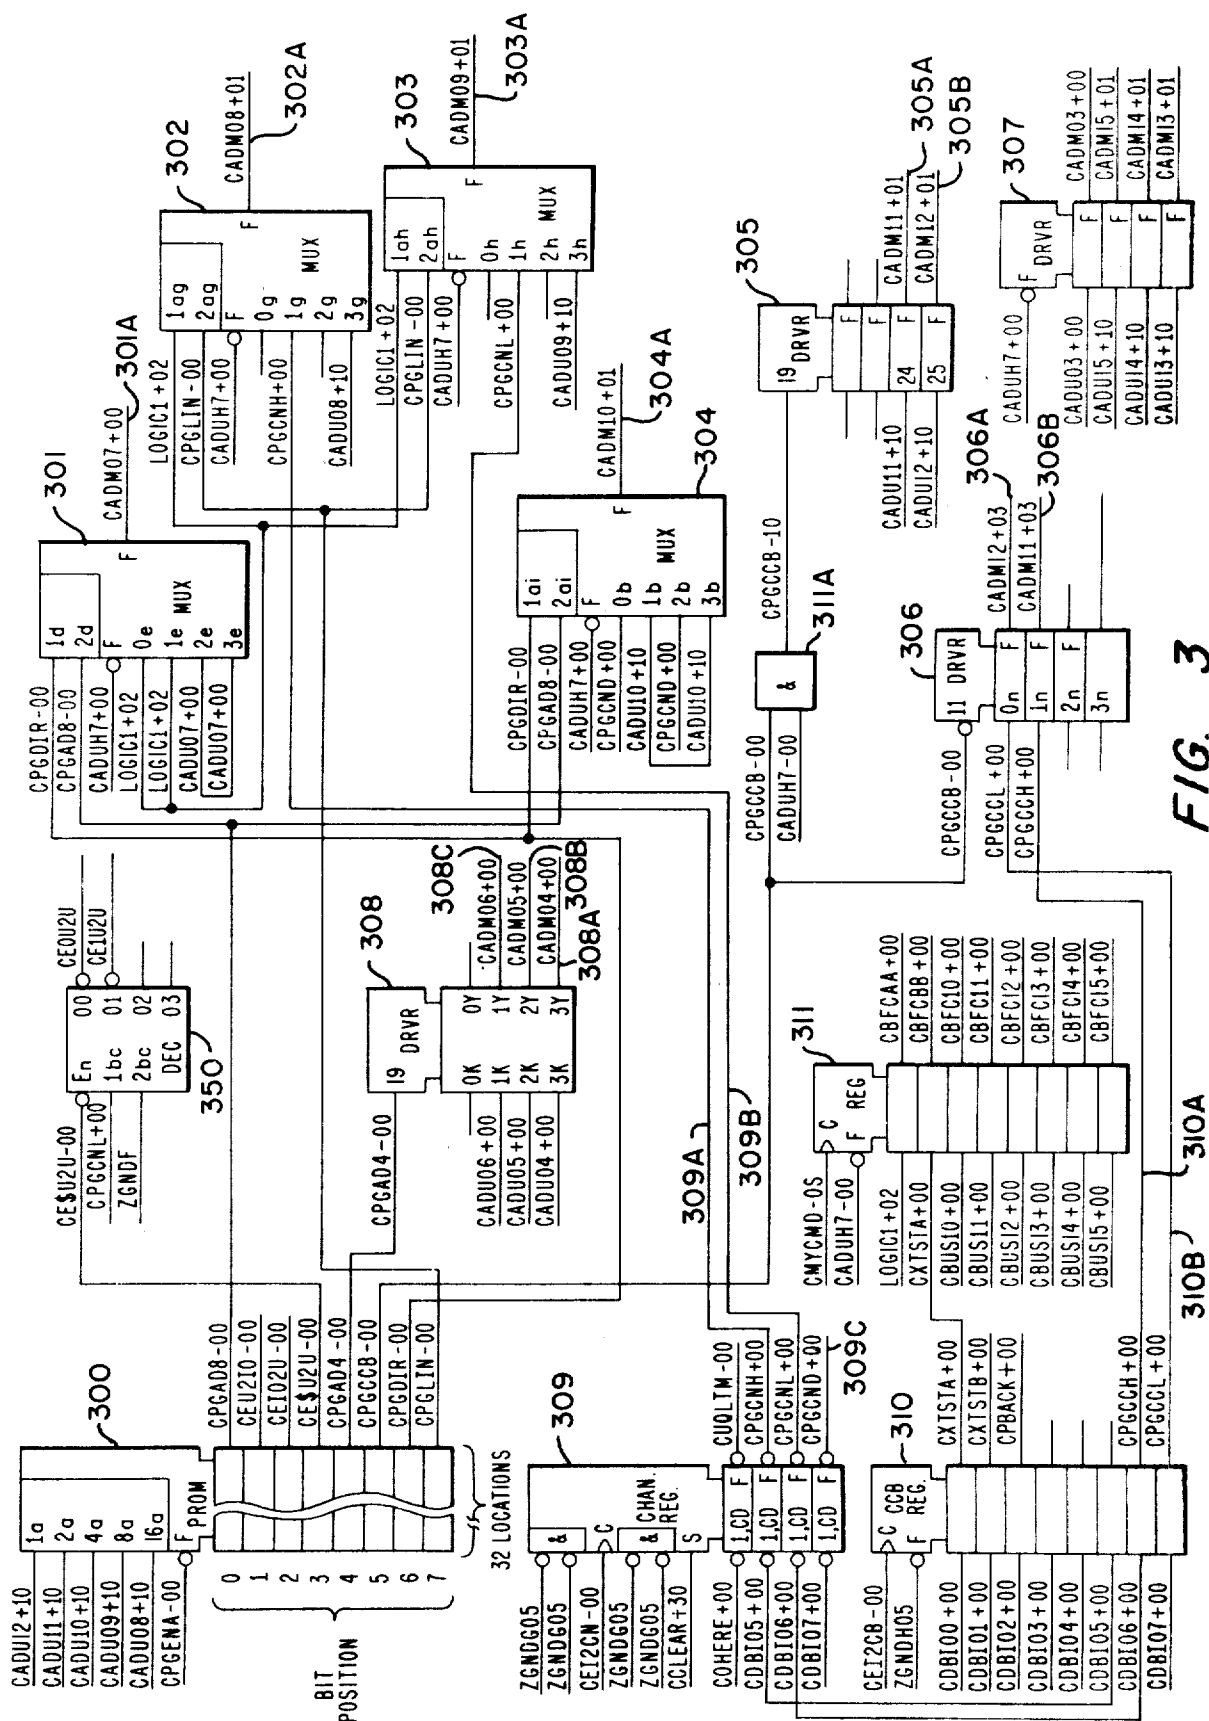 CADU12+10
CADU11+10
CADU10+10
CADU09+10
CADU08+10
CPGENA-00
1a
2a
4a
8a
16a
F
PROM
300
BIT
POSITION
0
1
2
3
4
5
6
7
32 LOCATIONS
CPGAD8-00
CEU2IO-00
CEIO2U-00
CE$U2U-00
CPGAD4-00
CPGCCB-00
CPGDIR-00
CPGLIN-00
CE$U2U-00
CPGCNL+00
ZGNDF
En
1bc
2bc
DEC
00
01
02
03
350
CE0U2U
CE1U2U
CPGDIR-00
CPGAD8-00
CADUH7+00
LOGIC1+02
LOGIC1+02
CADU07+00
CADU07+00
1d
2d
F
0e
1e
2e
3e
MUX
F
301
CADM07+00
301A
LOGIC1+02
CPGLIN-00
CADUH7+00
CPGCNH+00
CADU08+10
1ag
2ag
F
0g
1g
2g
3g
MUX
F
302
CADM08+01
302A
LOGIC1+02
CPGLIN-00
CADUH7+00
CPGCNL+00
CADU09+10
1ah
2ah
F
0h
1h
2h
3h
MUX
F
303
CADM09+01
303A
CPGAD4-00
19 DRVR
308
CADU06+00
CADU05+00
CADU04+00
0K
1K
2K
3K
0Y
1Y
2Y
3Y
CADM06+00
CADM05+00
CADM04+00
308C
308B
308A
CPGDIR-00
CPGAD8-00
CADUH7+00
CPGCND+00
CADU10+10
CPGCND+00
CADU10+10
1ai
2ai
F
0b
1b
2b
3b
MUX
F
304
CADM10+01
304A
ZGNDG05
ZGNDG05
CEI2CN-00
ZGNDG05
ZGNDG05
CCLEAR+30
&
C
&
S
CHAN.
REG.
309
COHERE+00
CDBI05+00
CDBI06+00
CDBI07+00
1,CD F
1,CD F
1,CD F
1,CD F
CUQLTM-00
CPGCNH+00
CPGCNL+00
CPGCND+00
309C
309A
309B
CPGCCB-00
CADUH7-00
&
311A
CPGCCB-10
19 DRVR
305
CADU11+10
CADU12+10
F
F
24 F
25 F
CADM11+01
CADM12+01
305A
305B
CEI2CB-00
ZGNDH05
C
F
CCB
REG.
310
CDBI00+00
CDBI01+00
CDBI02+00
CDBI03+00
CDBI04+00
CDBI05+00
CDBI06+00
CDBI07+00
CXTSTA+00
CXTSTB+00
CPBACK+00
CPGCCH+00
CPGCCL+00
310B
310A
CMYCMD-0S
CADUH7-00
C
F
REG
311
LOGIC1+02
CXTSTA+00
CBUS10+00
CBUS11+00
CBUS12+00
CBUS13+00
CBUS14+00
CBUS15+00
CBFCAA+00
CBFCBB+00
CBFC10+00
CBFC11+00
CBFC12+00
CBFC13+00
CBFC14+00
CBFC15+00
CPGCCB-00
CPGCCL+00
CPGCCH+00
11 DRVR
0n F
1n F
2n F
3n
306
CADM12+03
CADM11+03
306A
306B
CADUH7+00
F
DRVR
307
CADU03+00
CADU15+10
CADU14+10
CADU13+10
F
F
F
F
CADM03+00
CADM15+01
CADM14+01
CADM13+01
FIG. 3